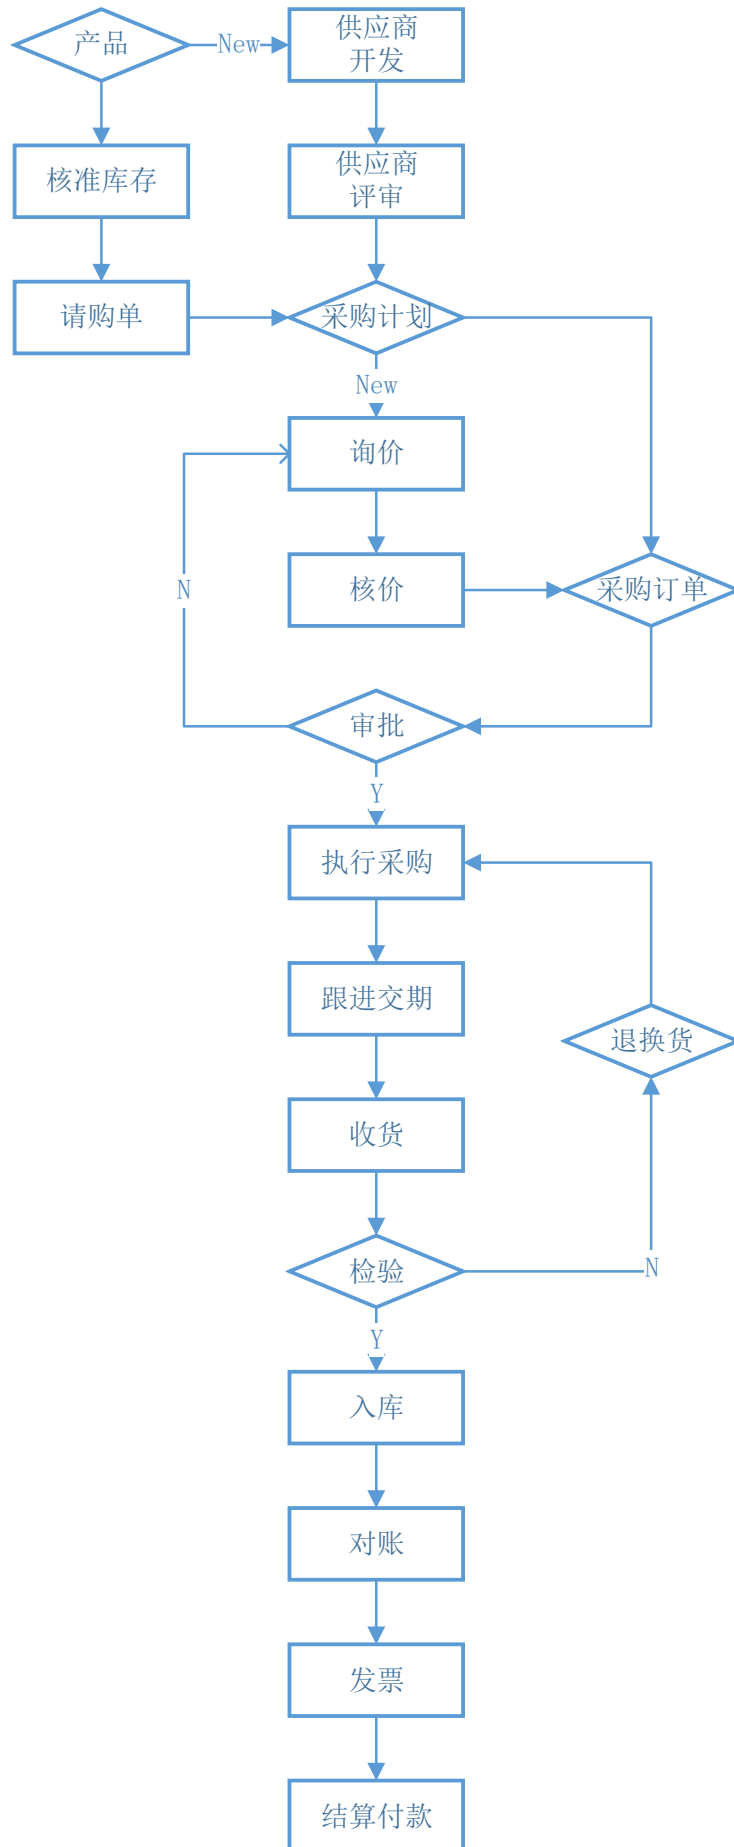 产品
New
供应商
开发
核准库存
供应商
评审
请购单
采购计划
New
询价
N
核价
采购订单
审批
Y
执行采购
跟进交期
退换货
收货
检验
N
Y
入库
对账
发票
结算付款